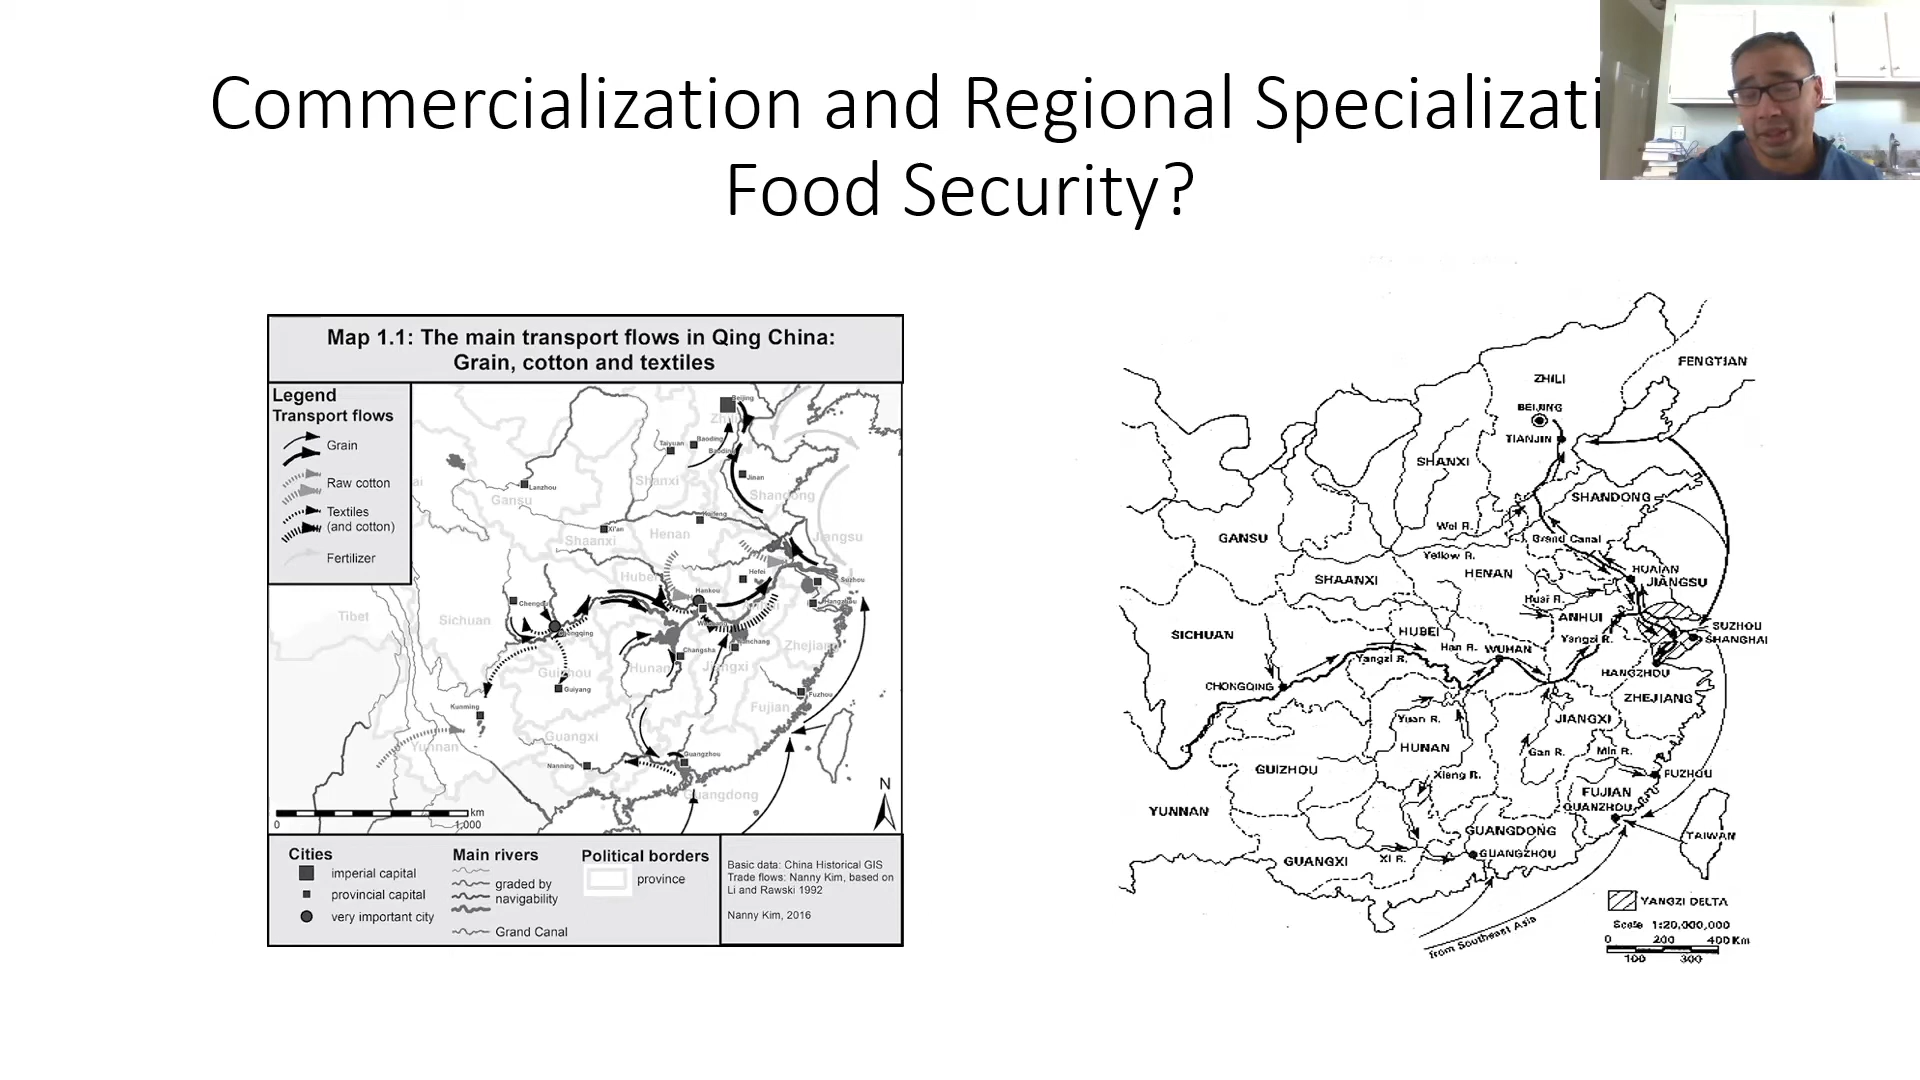 Commercialization and Regional Specializati
Food Security?
Map 1.1: The main transport flows in Qing China:
Grain, cotton and textiles
Legend
Transport flows
Grain
Raw cotton
Textiles
(and cotton)
Fertilizer
Beijing
Taiyuan
Baoding
Jinan
Lanzhou
Gansu
Shanxi
Shandong
Kaifeng
Xi'an
Shaanxi
Henan
Jiangsu
Hefei
Suzhou
Hubei
Hankou
Hangzhou
Tibet
Sichuan
Chengdu
Chongqing
Nanchang
Zhejiang
Changsha
Hunan
Jiangxi
Guizhou
Guiyang
Fuzhou
Fujian
Kunming
Yunnan
Guangxi
Nanning
Guangzhou
Guangdong
N
km
0
1,000
Cities
imperial capital
provincial capital
very important city
Main rivers
graded by
navigability
Grand Canal
Political borders
province
Basic data: China Historical GIS
Trade flows: Nanny Kim, based on
Li and Rawski 1992
Nanny Kim, 2016
FENGTIAN
ZHILI
BEIJING
TIANJIN
SHANXI
SHANDONG
Wei R.
GANSU
Grand Canal
Yellow R.
HUAIAN
SHAANXI
HENAN
JIANGSU
Huai R.
ANHUI
SUZHOU
SICHUAN
HUBEI
Yangzi R.
SHANGHAI
Han R.
WUHAN
Yangzi R.
HANGZHOU
CHONGQING
ZHEJIANG
Yuan R.
JIANGXI
HUNAN
Gan R.
Min R.
GUIZHOU
Xiang R.
FUZHOU
FUJIAN
YUNNAN
QUANZHOU
GUANGDONG
TAIWAN
GUANGXI
XI R.
GUANGZHOU
YANGZI DELTA
Scale 1:20,000,000
0 200 400 Km
100 300
from Southeast Asia